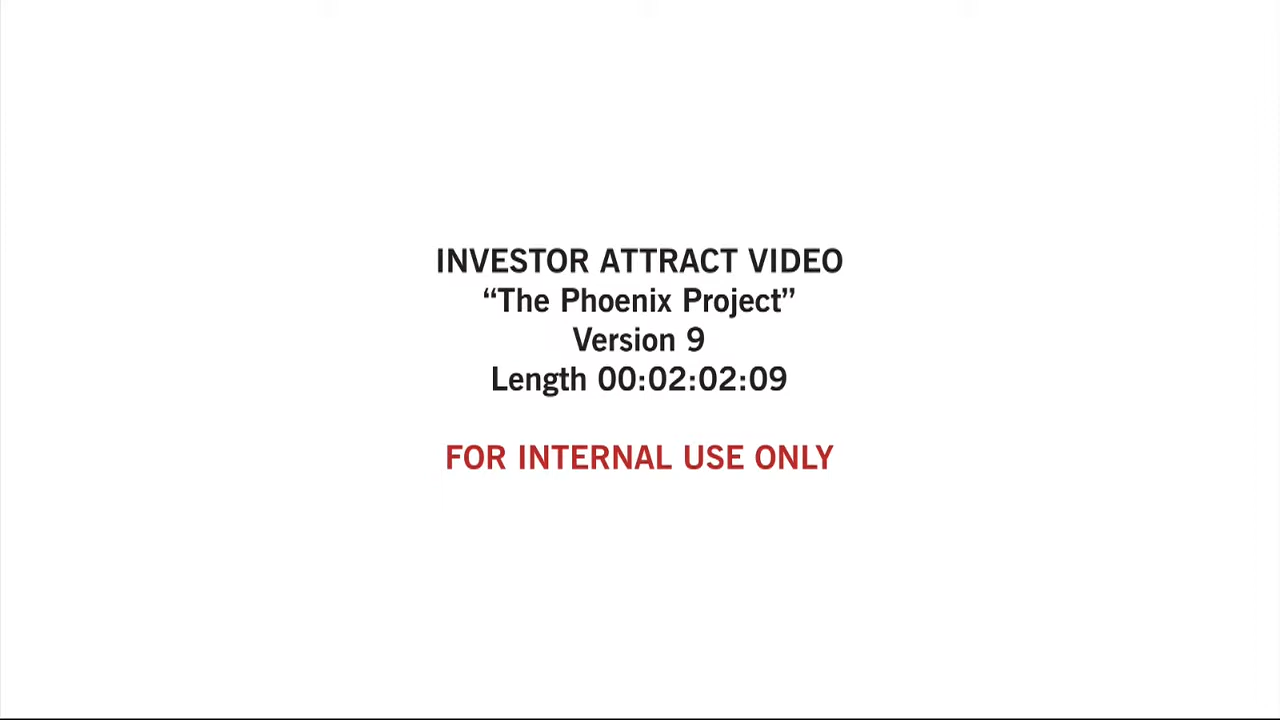 INVESTOR ATTRACT VIDEO
“The Phoenix Project”
Version 9
Length 00:02:02:09
FOR INTERNAL USE ONLY